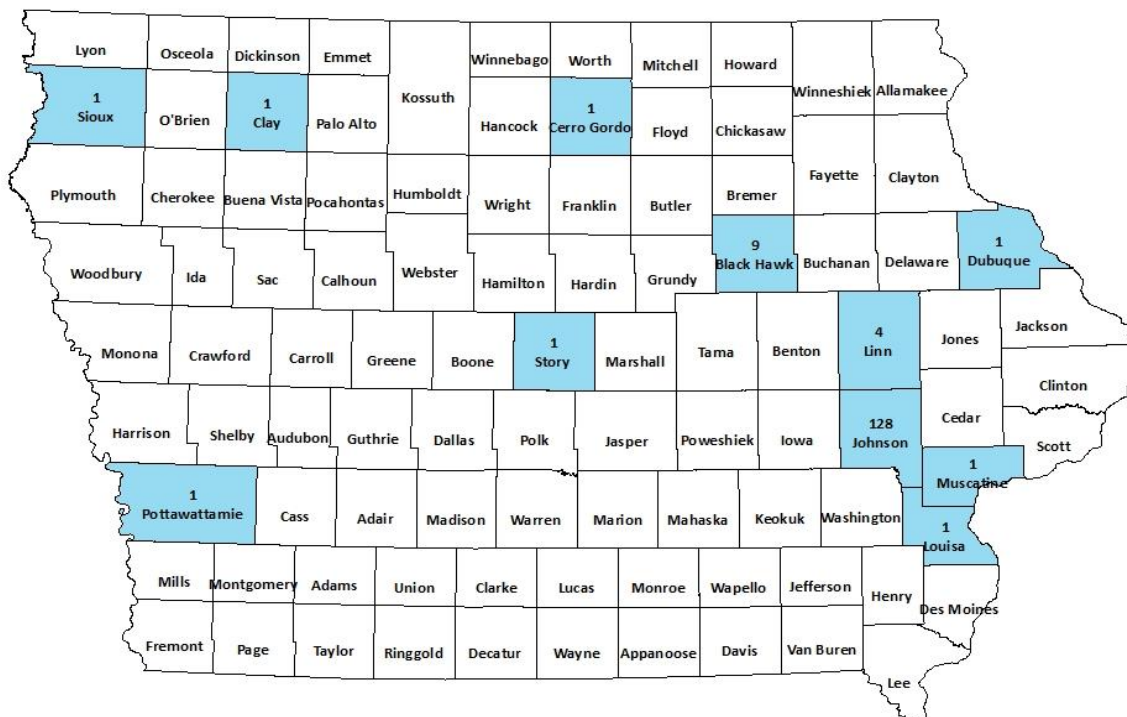 Lyon
Osceola
Dickinson
Emmet
Kossuth
Winnebago
Worth
Mitchell
Howard
Winneshiek
Allamakee
1
Sioux
O'Brien
1
Clay
Palo Alto
Hancock
1
Cerro Gordo
Floyd
Chickasaw
Plymouth
Cherokee
Buena Vista
Pocahontas
Humboldt
Wright
Franklin
Butler
Bremer
Fayette
Clayton
Woodbury
Ida
Sac
Calhoun
Webster
Hamilton
Hardin
Grundy
9
Black Hawk
Buchanan
Delaware
1
Dubuque
Monona
Crawford
Carroll
Greene
Boone
1
Story
Marshall
Tama
Benton
4
Linn
Jones
Jackson
Clinton
Harrison
Shelby
Audubon
Guthrie
Dallas
Polk
Jasper
Poweshiek
Iowa
128
Johnson
Cedar
Scott
1
Muscatine
1
Pottawattamie
Cass
Adair
Madison
Warren
Marion
Mahaska
Keokuk
Washington
1
Louisa
Mills
Montgomery
Adams
Union
Clarke
Lucas
Monroe
Wapello
Jefferson
Henry
Des Moines
Fremont
Page
Taylor
Ringgold
Decatur
Wayne
Appanoose
Davis
Van Buren
Lee